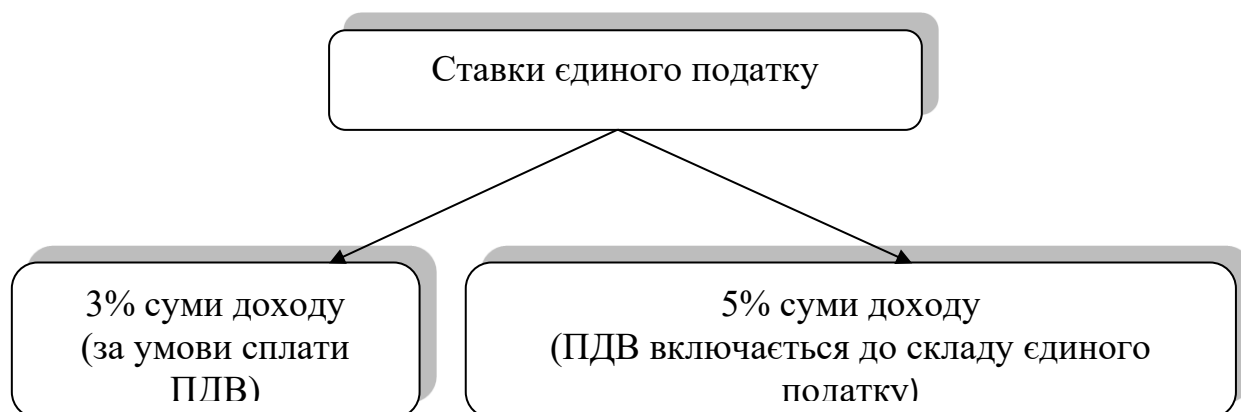 Ставки єдиного податку
3% суми доходу
(за умови сплати
ПДВ)
5% суми доходу
(ПДВ включається до складу єдиного
податку)